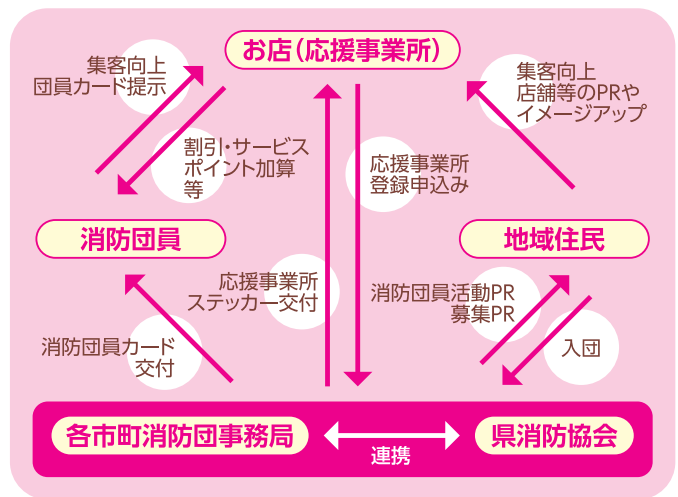 お店（応援事業所）
集客向上
団員カード提示
集客向上
店舗等のPRや
イメージアップ
割引・サービス
ポイント加算
等
応援事業所
登録申込み
消防団員
地域住民
応援事業所
ステッカー交付
消防団員活動PR
募集PR
消防団員カード
交付
入団
各市町消防団事務局
県消防協会
連携